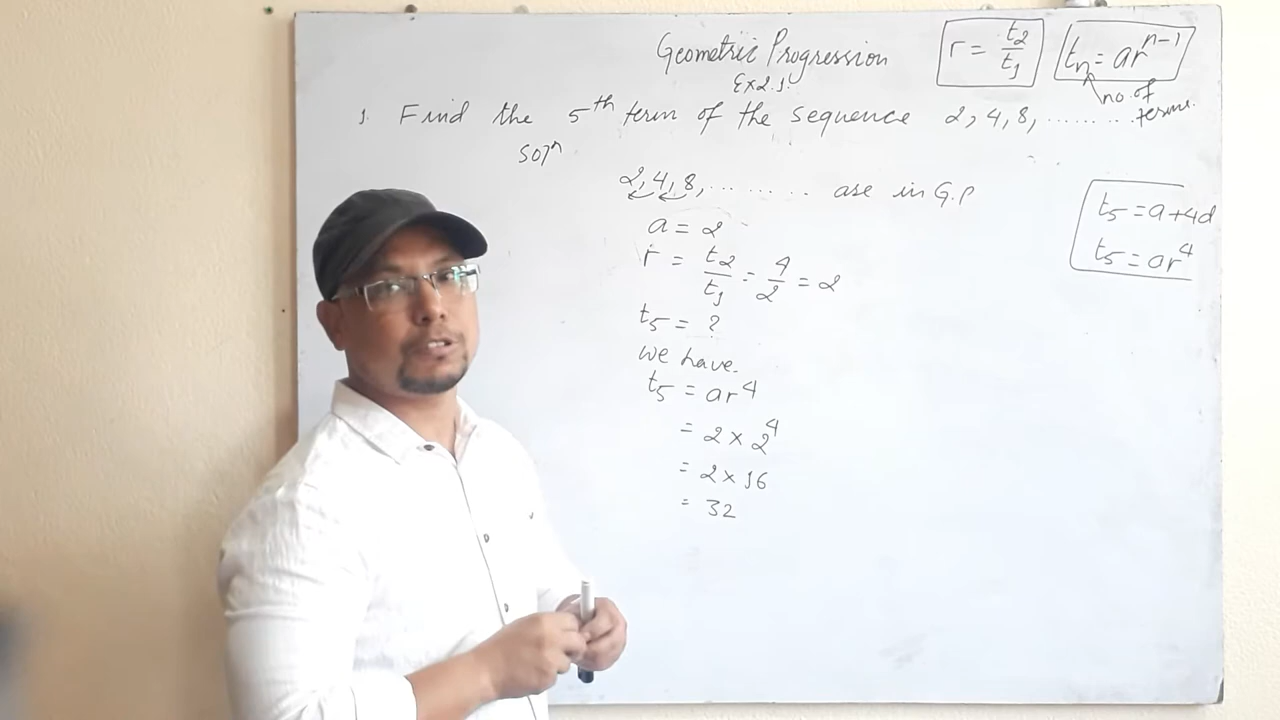 Geometric Progression
Ex2.1.
r = t2/t1
tn = ar^n-1
no. of terms.
1. Find the 5th term of the sequence 2, 4, 8, ........
sol^n
2, 4, 8, ......... are in G.P
a = 2
r = t2/t1 = 4/2 = 2
t5 = ?
we have.
t5 = ar^4
= 2 × 2^4
= 2 × 16
= 32
t5 = a+4d
t5 = ar^4